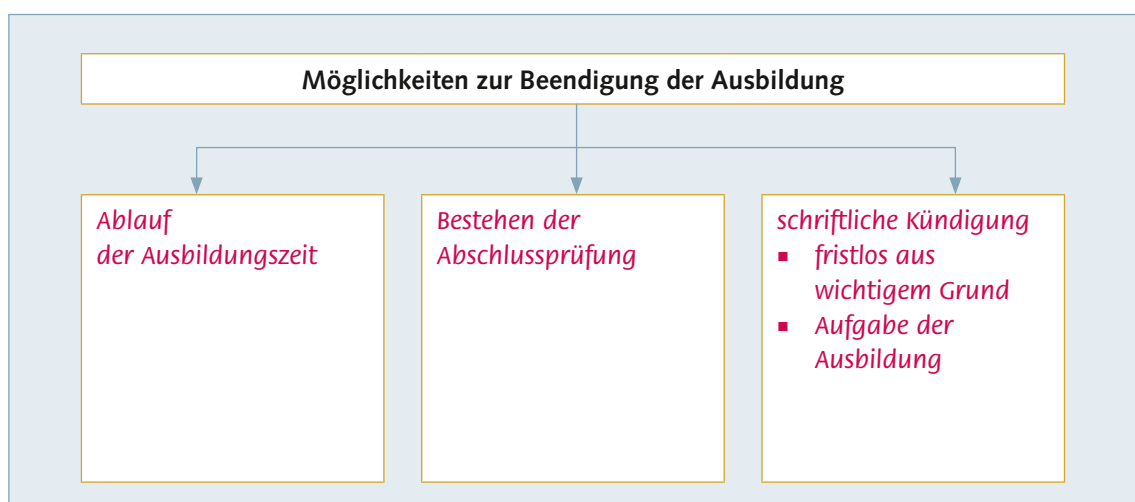 Möglichkeiten zur Beendigung der Ausbildung
Ablauf
der Ausbildungszeit
Bestehen der
Abschlussprüfung
schriftliche Kündigung
▪ fristlos aus
wichtigem Grund
▪ Aufgabe der
Ausbildung